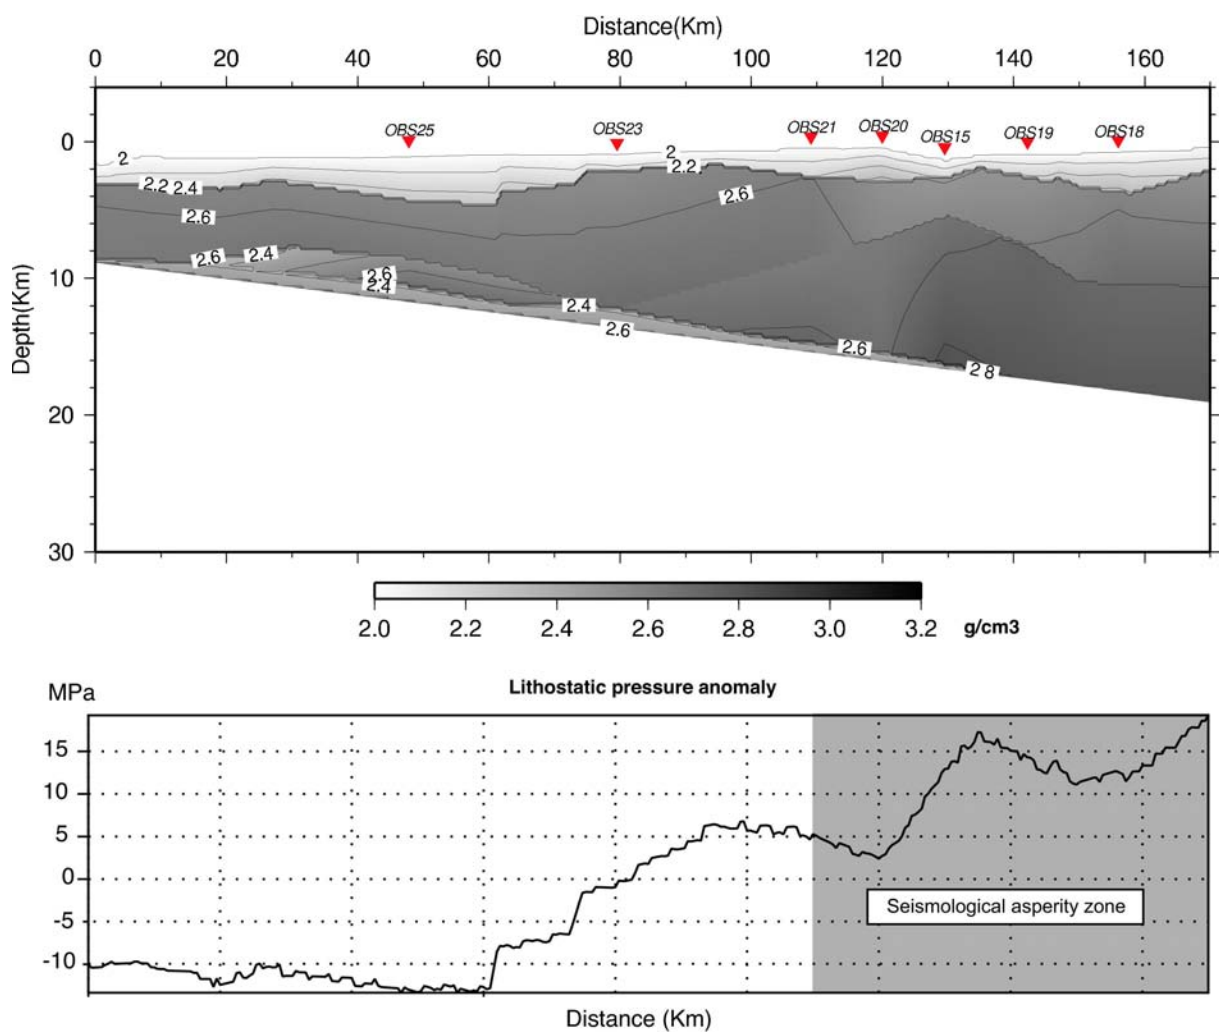 Distance(Km)
0 20 40 60 80 100 120 140 160
OBS25 OBS23 OBS21 OBS20 OBS15 OBS19 OBS18
0
2 2
2.2 2.4 2.2
2.6 2.6
2.6 2.4
10
2.6
2.4 2.4
2.6 2.6
2 8
20
30
Depth(Km)
2.0 2.2 2.4 2.6 2.8 3.0 3.2 g/cm3
MPa Lithostatic pressure anomaly
15
10
5
0
-5
-10
Seismological asperity zone
Distance (Km)